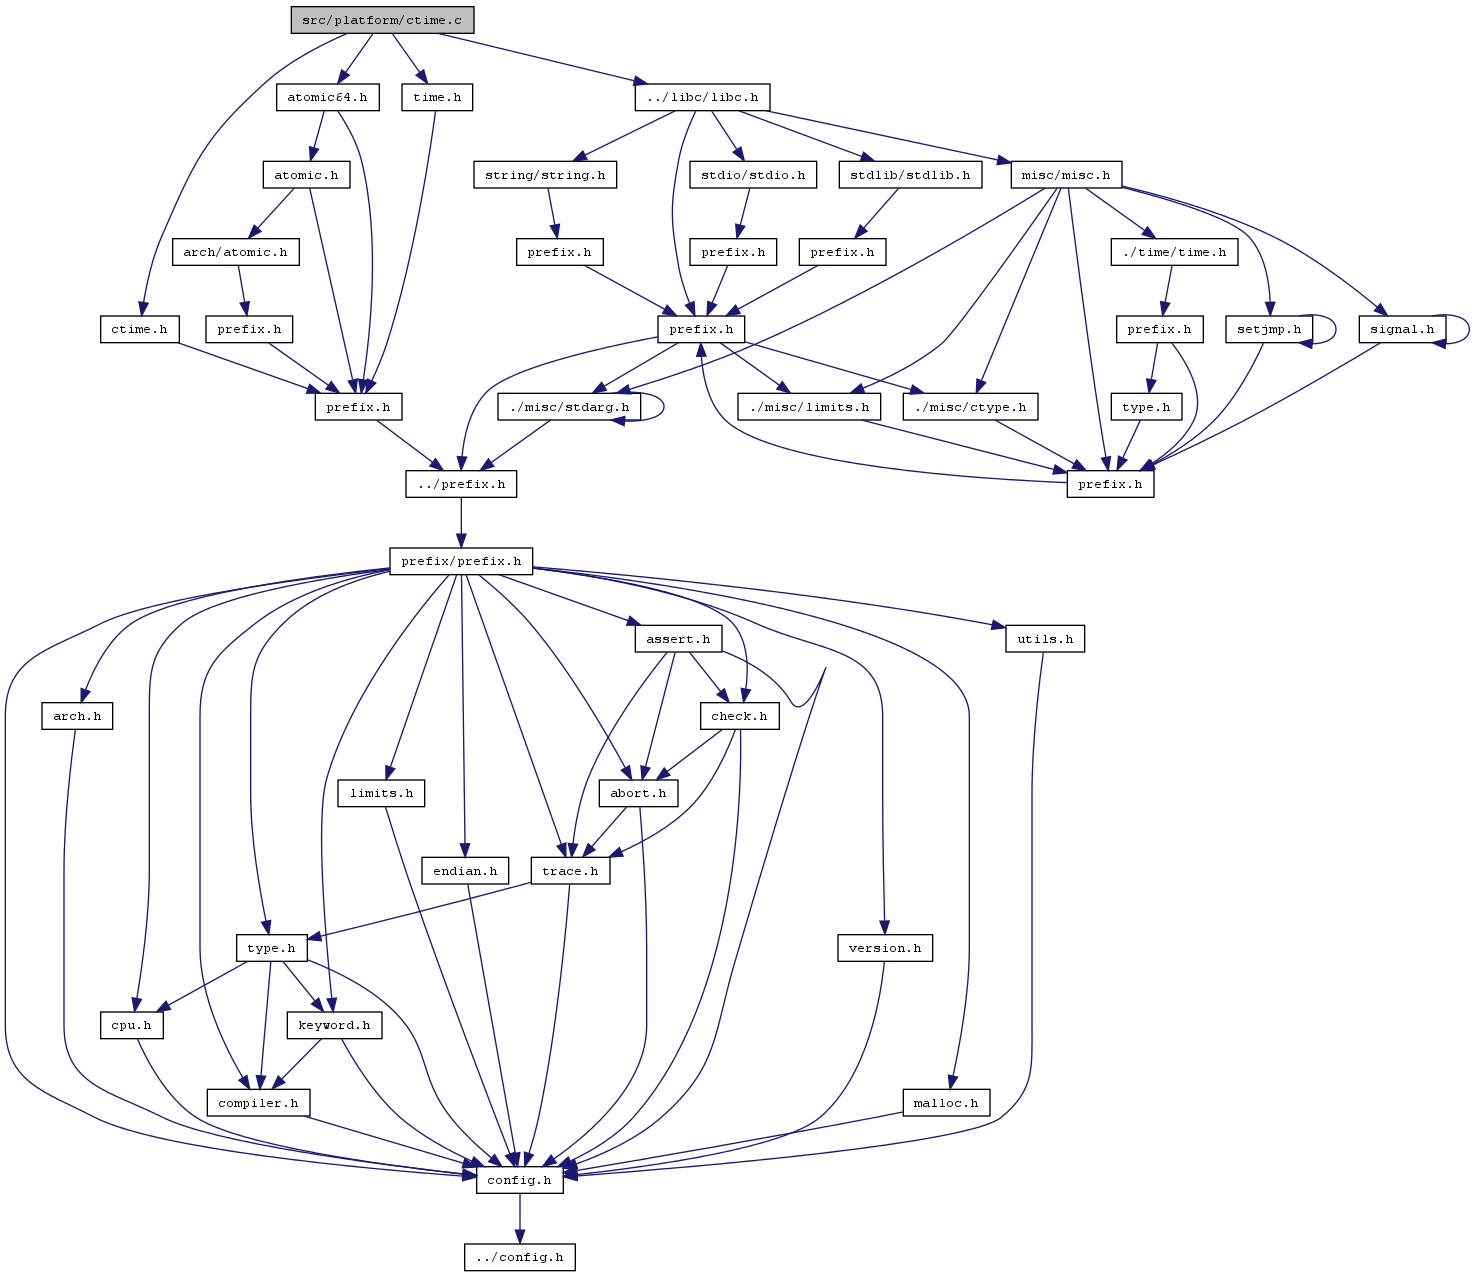 src/platform/ctime.c
atomic64.h
time.h
../libc/libc.h
atomic.h
string/string.h
stdio/stdio.h
stdlib/stdlib.h
misc/misc.h
arch/atomic.h
prefix.h
prefix.h
prefix.h
./time/time.h
ctime.h
prefix.h
prefix.h
prefix.h
setjmp.h
signal.h
prefix.h
./misc/stdarg.h
./misc/limits.h
./misc/ctype.h
type.h
../prefix.h
prefix.h
prefix/prefix.h
assert.h
utils.h
arch.h
check.h
limits.h
abort.h
endian.h
trace.h
type.h
version.h
cpu.h
keyword.h
compiler.h
malloc.h
config.h
../config.h